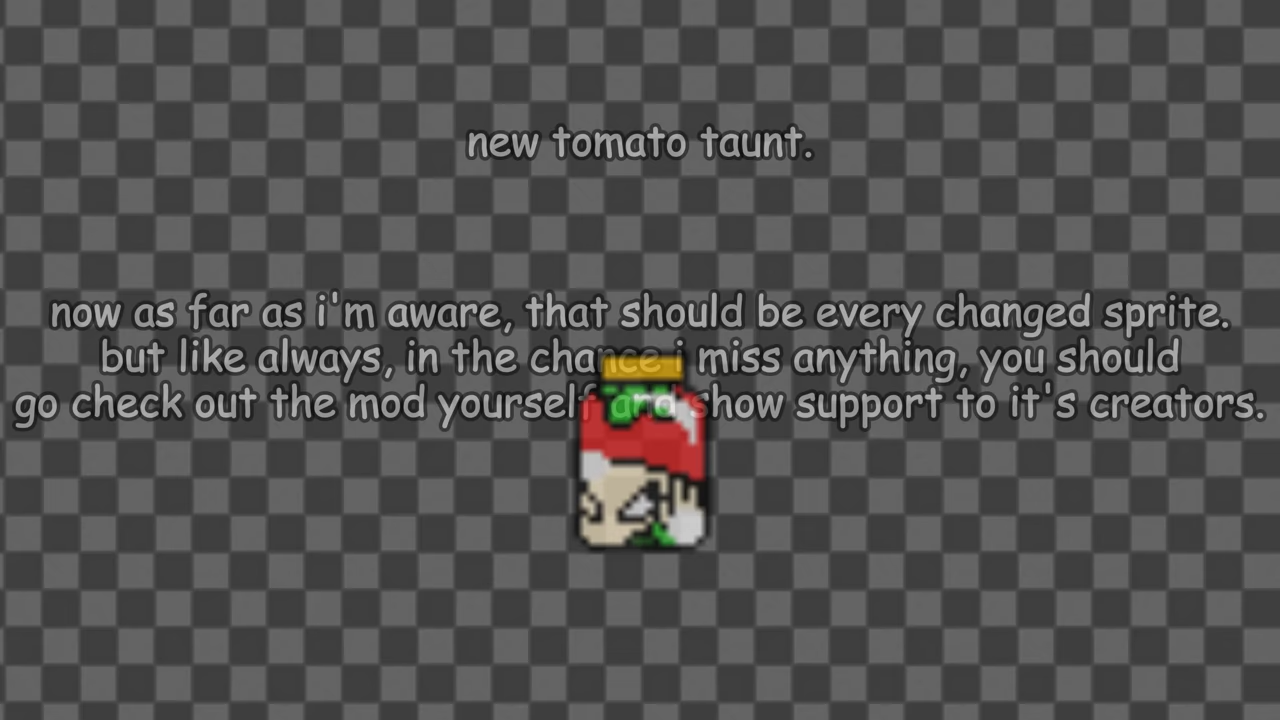 new tomato taunt.
now as far as i'm aware, that should be every changed sprite.
but like always, in the chance i miss anything, you should
go check out the mod yourself and show support to it's creators.